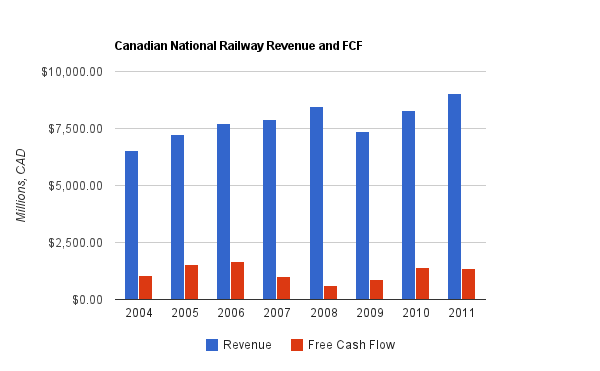 Canadian National Railway Revenue and FCF
$10,000.00
$7,500.00
$5,000.00
$2,500.00
$0.00
Millions, CAD
2004 2005 2006 2007 2008 2009 2010 2011
Revenue Free Cash Flow